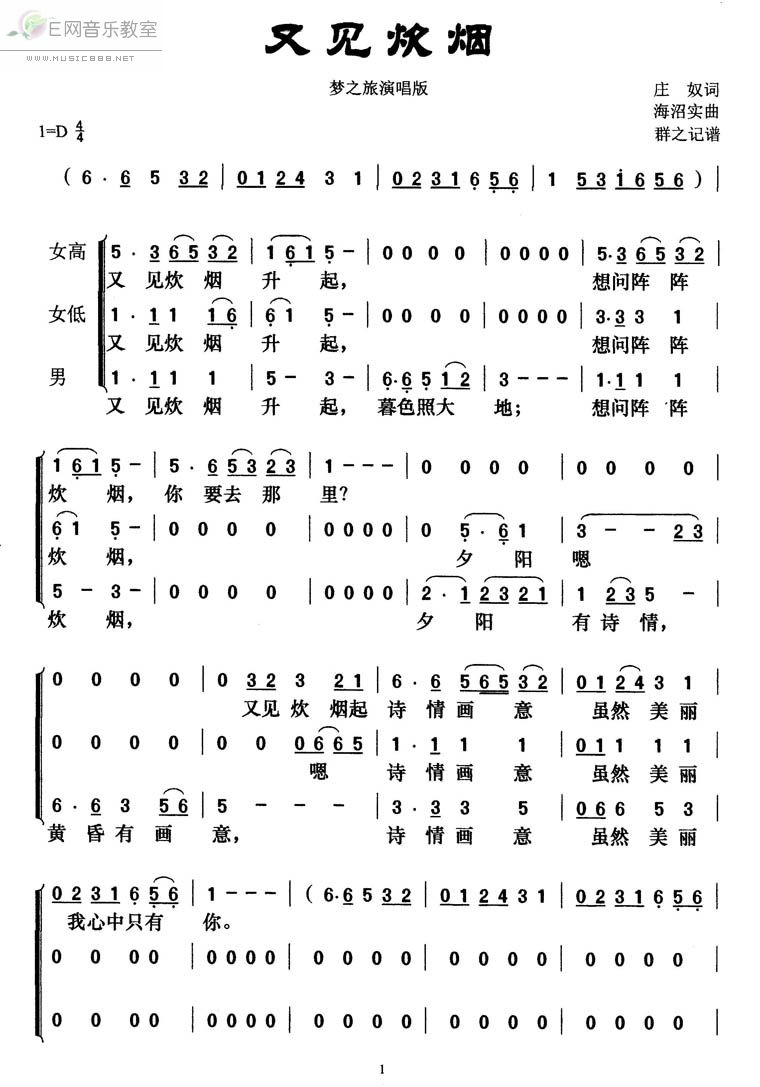 E网音乐教室
www.MUSIC888.NET
又见炊烟
梦之旅演唱版
庄 奴词
海沼实曲
群之记谱
1=D 4/4
( 6 · 6 5 3 2 | 0 1 2 4 3 1 | 0 2 3 1 6 5 6 | 1 5 3 1 6 5 6 ) |
女高 5 · 3 6 5 3 2 | 1 6 1 5 - | 0 0 0 0 | 0 0 0 0 | 5 · 3 6 5 3 2 |
又 见炊 烟 升 起, 想问阵 阵
女低 1 · 1 1 1 6 | 6 1 5 - | 0 0 0 0 | 0 0 0 0 | 3 · 3 3 1 |
又 见炊 烟 升 起, 想问阵 阵
男 1 · 1 1 1 | 5 - 3 - | 6 · 6 5 1 2 | 3 - - - | 1 · 1 1 1 |
又 见炊 烟 升 起, 暮色照大 地; 想问阵 阵
1 6 1 5 - | 5 · 6 5 3 2 3 | 1 - - - | 0 0 0 0 | 0 0 0 0 |
炊 烟, 你 要去 那 里?
6 1 5 - | 0 0 0 0 | 0 0 0 0 | 0 5 · 6 1 | 3 - - 2 3 |
炊 烟, 夕 阳 嗯
5 - 3 - | 0 0 0 0 | 0 0 0 0 | 2 · 1 2 3 2 1 | 1 2 3 5 - |
炊 烟, 夕 阳 有 诗 情,
0 0 0 0 | 0 3 2 3 2 1 | 6 · 6 5 6 5 3 2 | 0 1 2 4 3 1 |
又见 炊 烟起 诗 情 画 意 虽然 美 丽
0 0 0 0 | 0 0 0 6 6 5 | 1 · 1 1 1 | 0 1 1 1 1 |
嗯 诗 情 画 意 虽然 美 丽
6 · 6 3 5 6 | 5 - - - | 3 · 3 3 5 | 0 6 6 5 3 |
黄 昏 有 画 意, 诗 情 画 意 虽然 美 丽
0 2 3 1 6 5 6 | 1 - - - | ( 6 · 6 5 3 2 | 0 1 2 4 3 1 | 0 2 3 1 6 5 6 |
我心中只有 你。
0 0 0 0 | 0 0 0 0 | 0 0 0 0 | 0 0 0 0 | 0 0 0 0 |
0 0 0 0 | 0 0 0 0 | 0 0 0 0 | 0 0 0 0 | 0 0 0 0 |
1